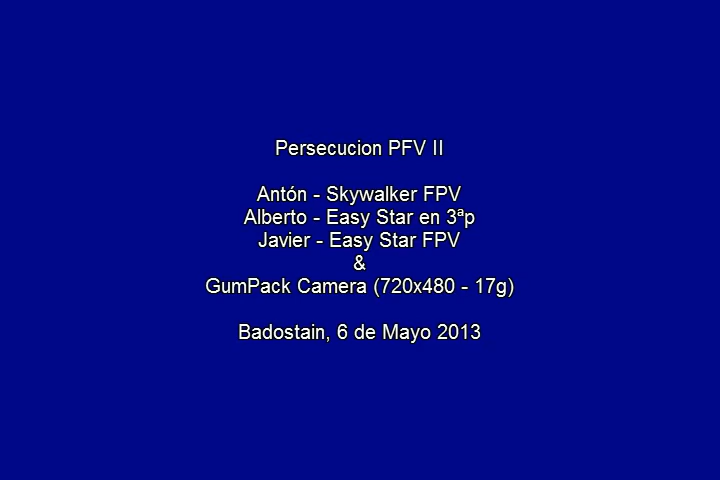 Persecucion PFV II
Antón - Skywalker FPV
Alberto - Easy Star en 3ªp
Javier - Easy Star FPV
&
GumPack Camera (720x480 - 17g)
Badostain, 6 de Mayo 2013